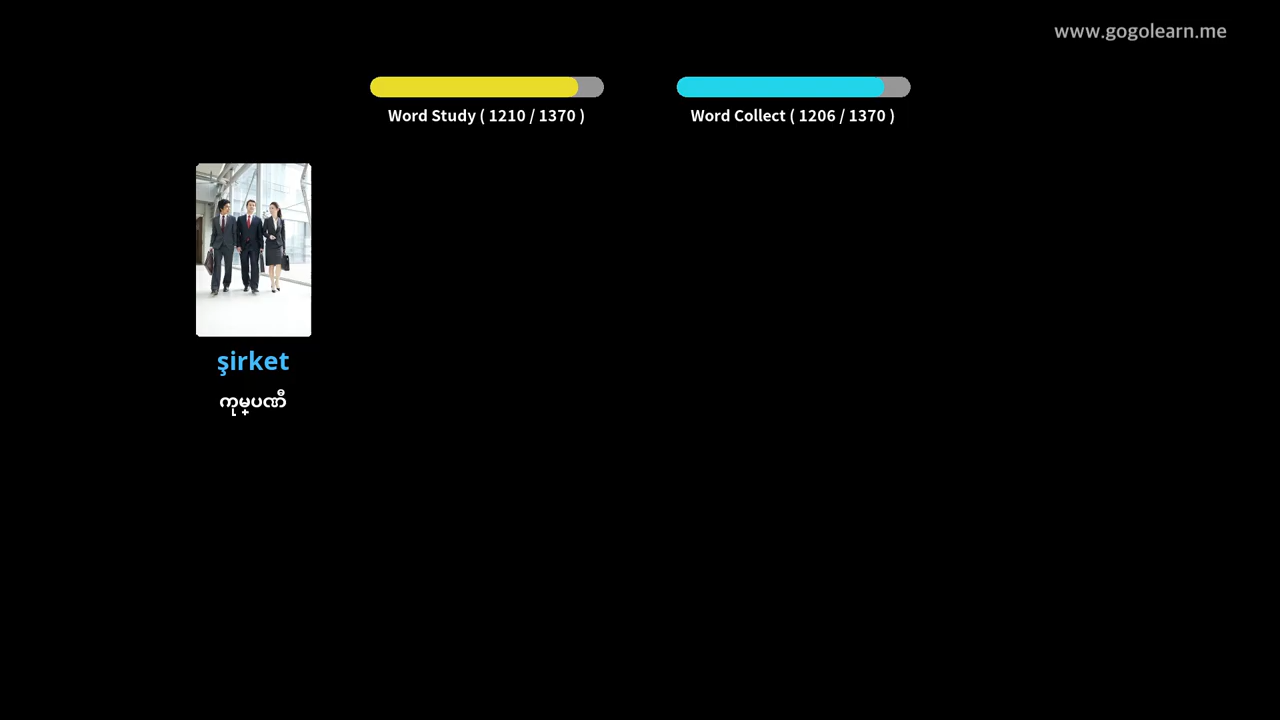 www.gogolearn.me
Word Study ( 1210 / 1370 )
Word Collect ( 1206 / 1370 )
şirket
ကုမ္ပဏီ